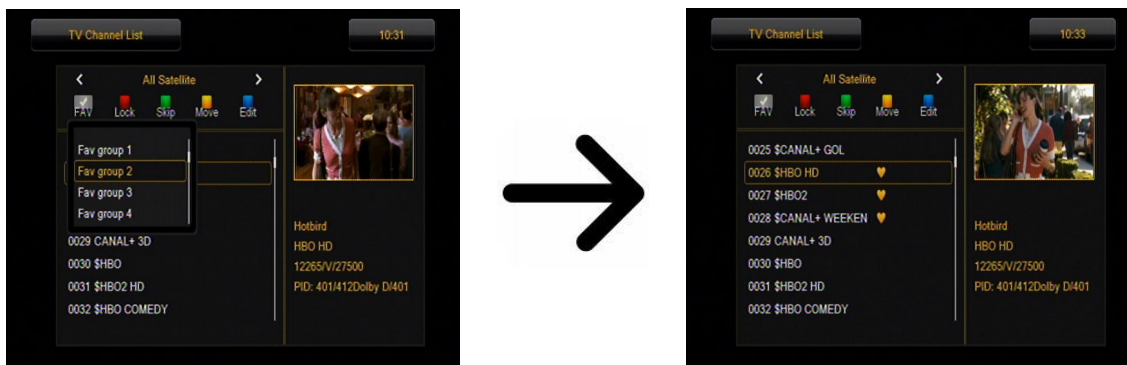 TV Channel List
10:31
All Satellite
FAV Lock Skip Move Edit
Fav group 1
Fav group 2
Fav group 3
Fav group 4
0029 CANAL+ 3D
0030 $HBO
0031 $HBO2 HD
0032 $HBO COMEDY
Hotbird
HBO HD
12265/V/27500
PID: 401/412Dolby D/401
TV Channel List
10:33
All Satellite
FAV Lock Skip Move Edit
0025 $CANAL+ GOL
0026 $HBO HD
0027 $HBO2
0028 $CANAL+ WEEKEN
0029 CANAL+ 3D
0030 $HBO
0031 $HBO2 HD
0032 $HBO COMEDY
Hotbird
HBO HD
12265/V/27500
PID: 401/412Dolby D/401